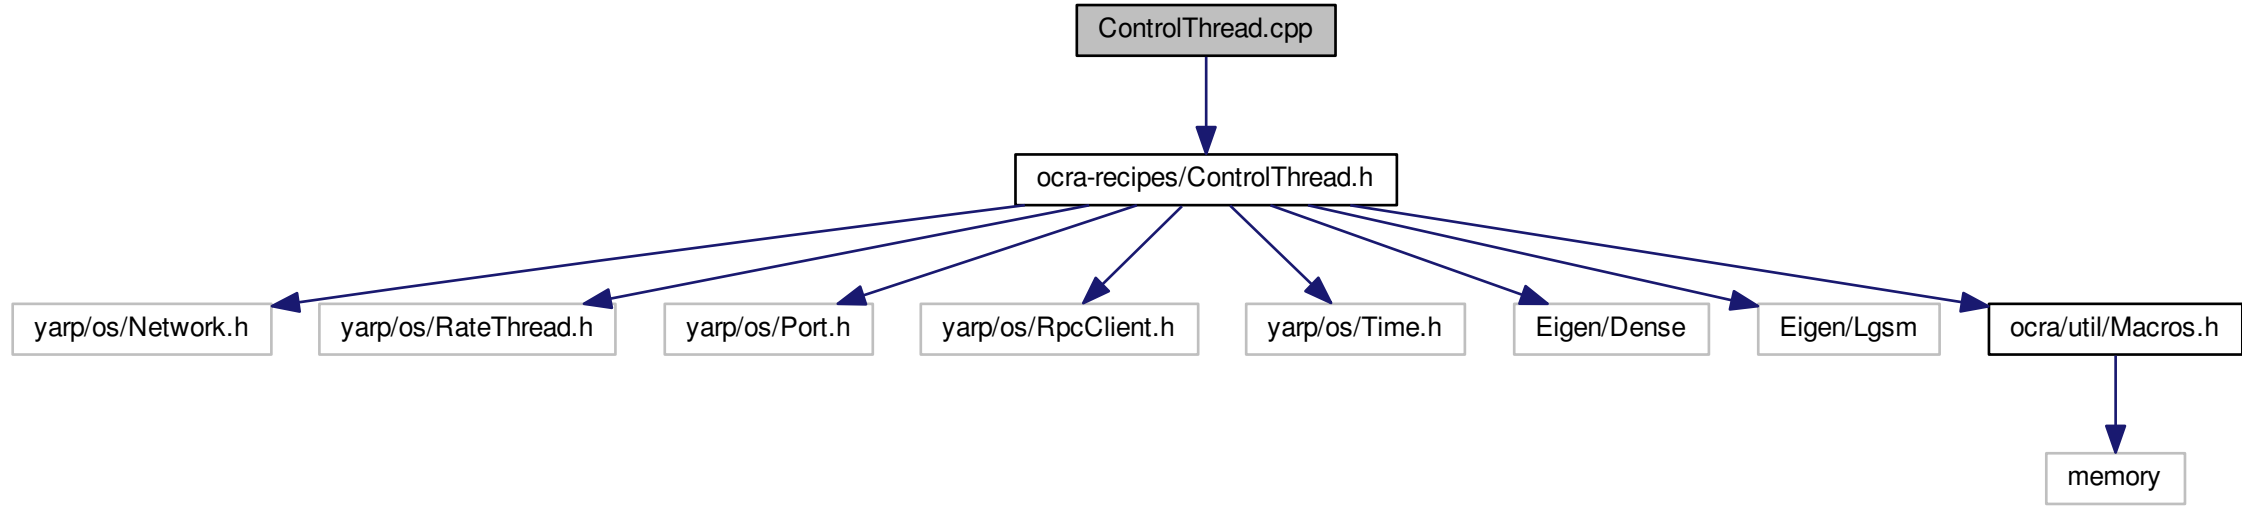 ControlThread.cpp
ocra-recipes/ControlThread.h
yarp/os/Network.h
yarp/os/RateThread.h
yarp/os/Port.h
yarp/os/RpcClient.h
yarp/os/Time.h
Eigen/Dense
Eigen/Lgsm
ocra/util/Macros.h
memory